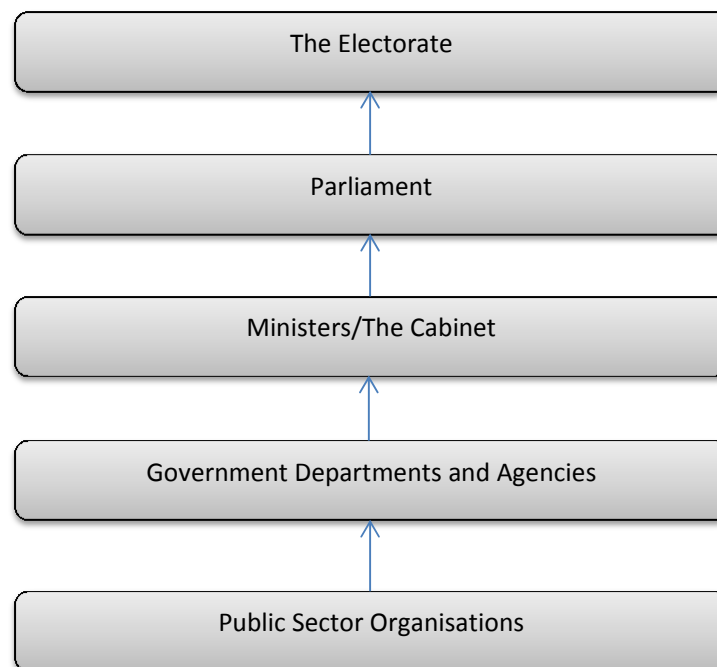 The Electorate
Parliament
Ministers/The Cabinet
Government Departments and Agencies
Public Sector Organisations